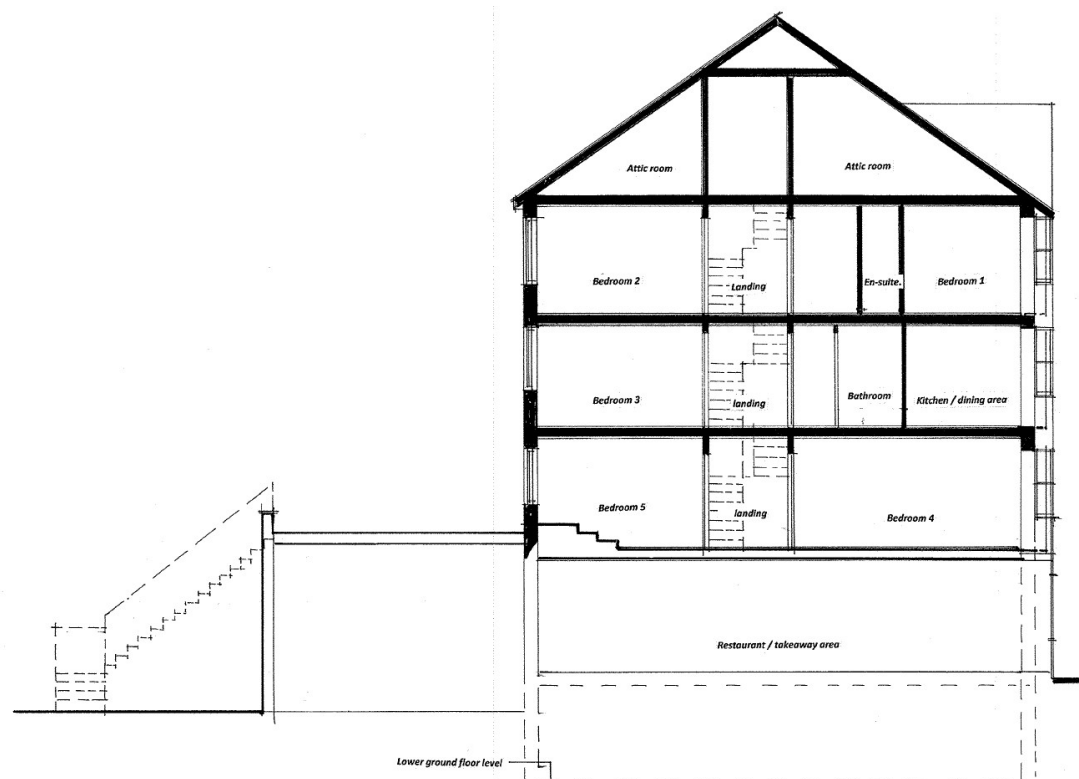 Attic room
Attic room
Bedroom 2
Landing
En-suite.
Bedroom 1
Bedroom 3
landing
Bathroom
Kitchen / dining area
Bedroom 5
landing
Bedroom 4
Restaurant / takeaway area
Lower ground floor level